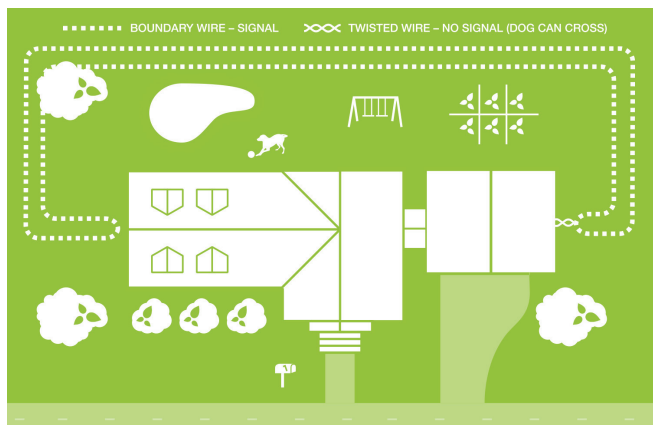 BOUNDARY WIRE – SIGNAL
TWISTED WIRE – NO SIGNAL (DOG CAN CROSS)